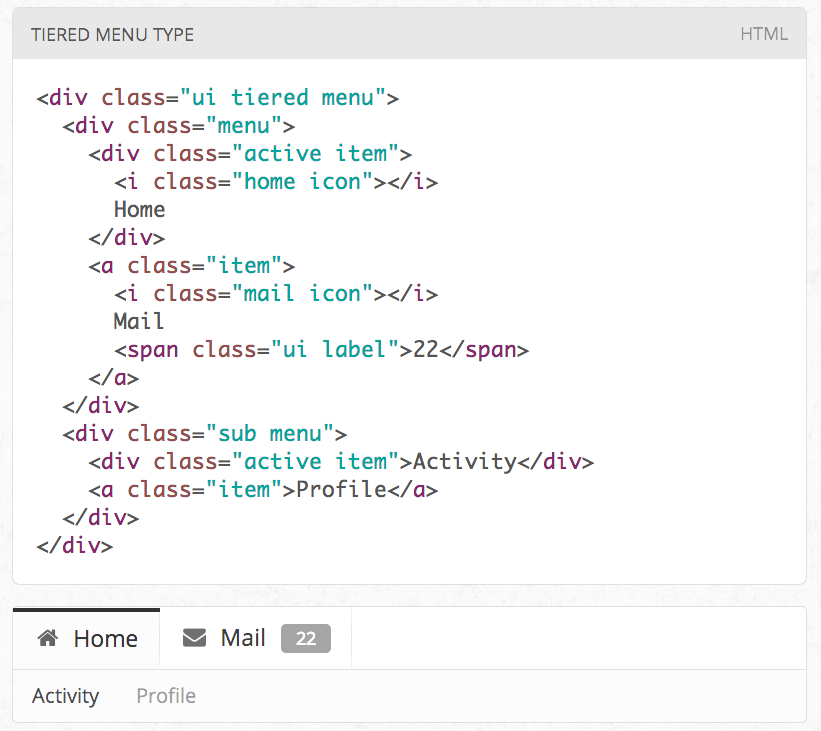 TIERED MENU TYPE HTML
<div class="ui tiered menu">
  <div class="menu">
    <div class="active item">
      <i class="home icon"></i>
      Home
    </div>
    <a class="item">
      <i class="mail icon"></i>
      Mail
      <span class="ui label">22</span>
    </a>
  </div>
  <div class="sub menu">
    <div class="active item">Activity</div>
    <a class="item">Profile</a>
  </div>
</div>
Home Mail 22
Activity Profile